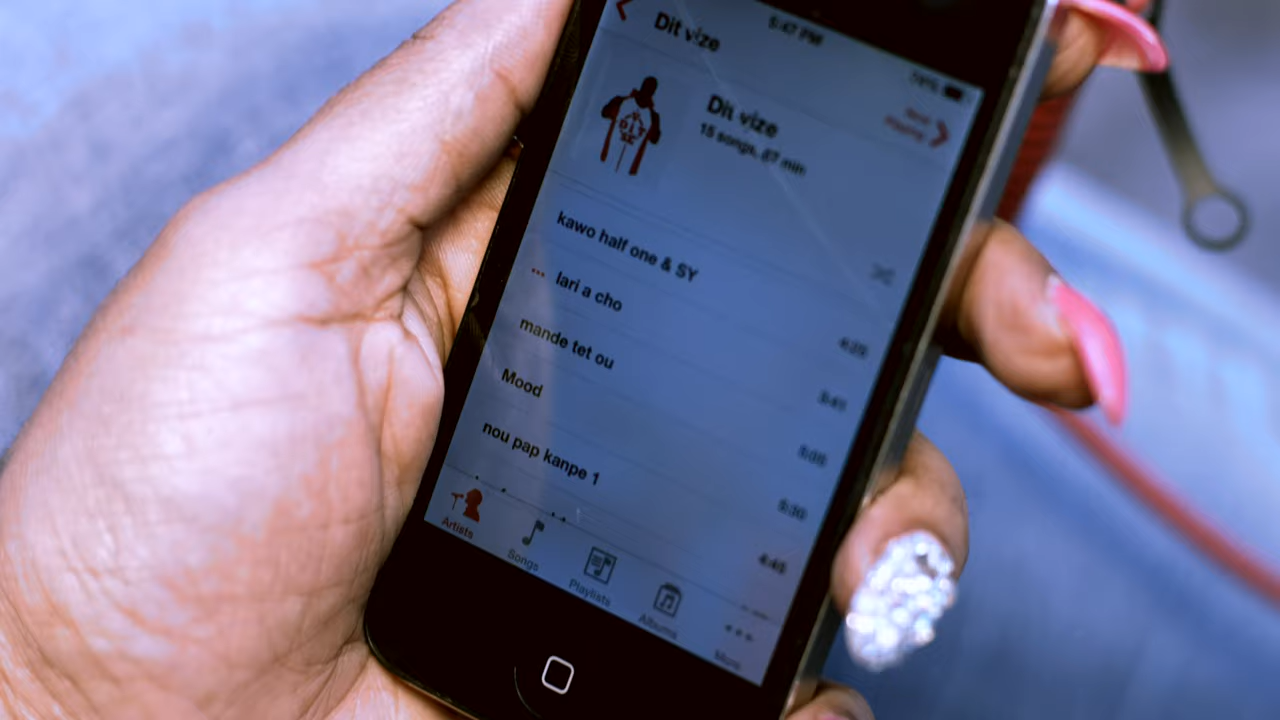 5:47 PM
Dit vize
Dit vize
15 songs, 67 min
Now
Playing
kawo half one & SY
4:25
... lari a cho
3:41
mande tet ou
5:05
Mood
5:30
nou pap kanpe 1
4:45
Artists
Songs
Playlists
Albums
More